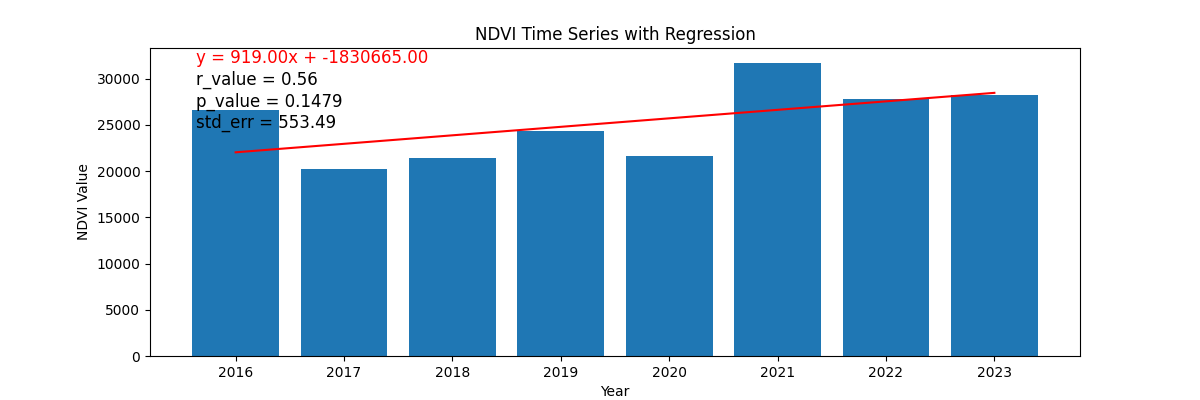 NDVI Time Series with Regression
y = 919.00x + -1830665.00
r_value = 0.56
p_value = 0.1479
std_err = 553.49
NDVI Value
30000
25000
20000
15000
10000
5000
0
2016 2017 2018 2019 2020 2021 2022 2023
Year